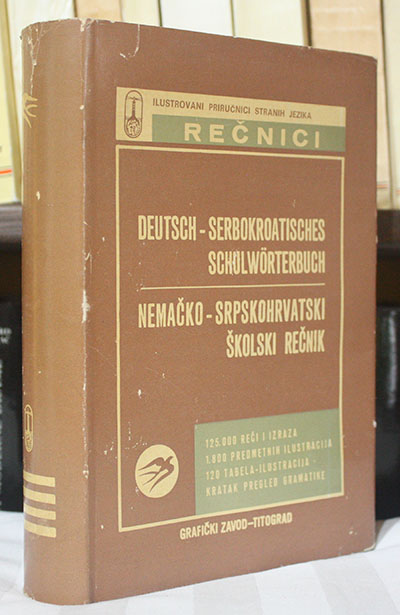 ILUSTROVANI PRIRUČNICI STRANIH JEZIKA
REČNICI
DEUTSCH - SERBOKROATISCHES
SCHULWÖRTERBUCH
NEMAČKO - SRPSKOHRVATSKI
ŠKOLSKI REČNIK
125.000 REČI I IZRAZA
1.800 PREDMETNIH ILUSTRACIJA
120 TABELA-ILUSTRACIJA -
KRATAK PREGLED GRAMATIKE
GRAFIČKI ZAVOD-TITOGRAD